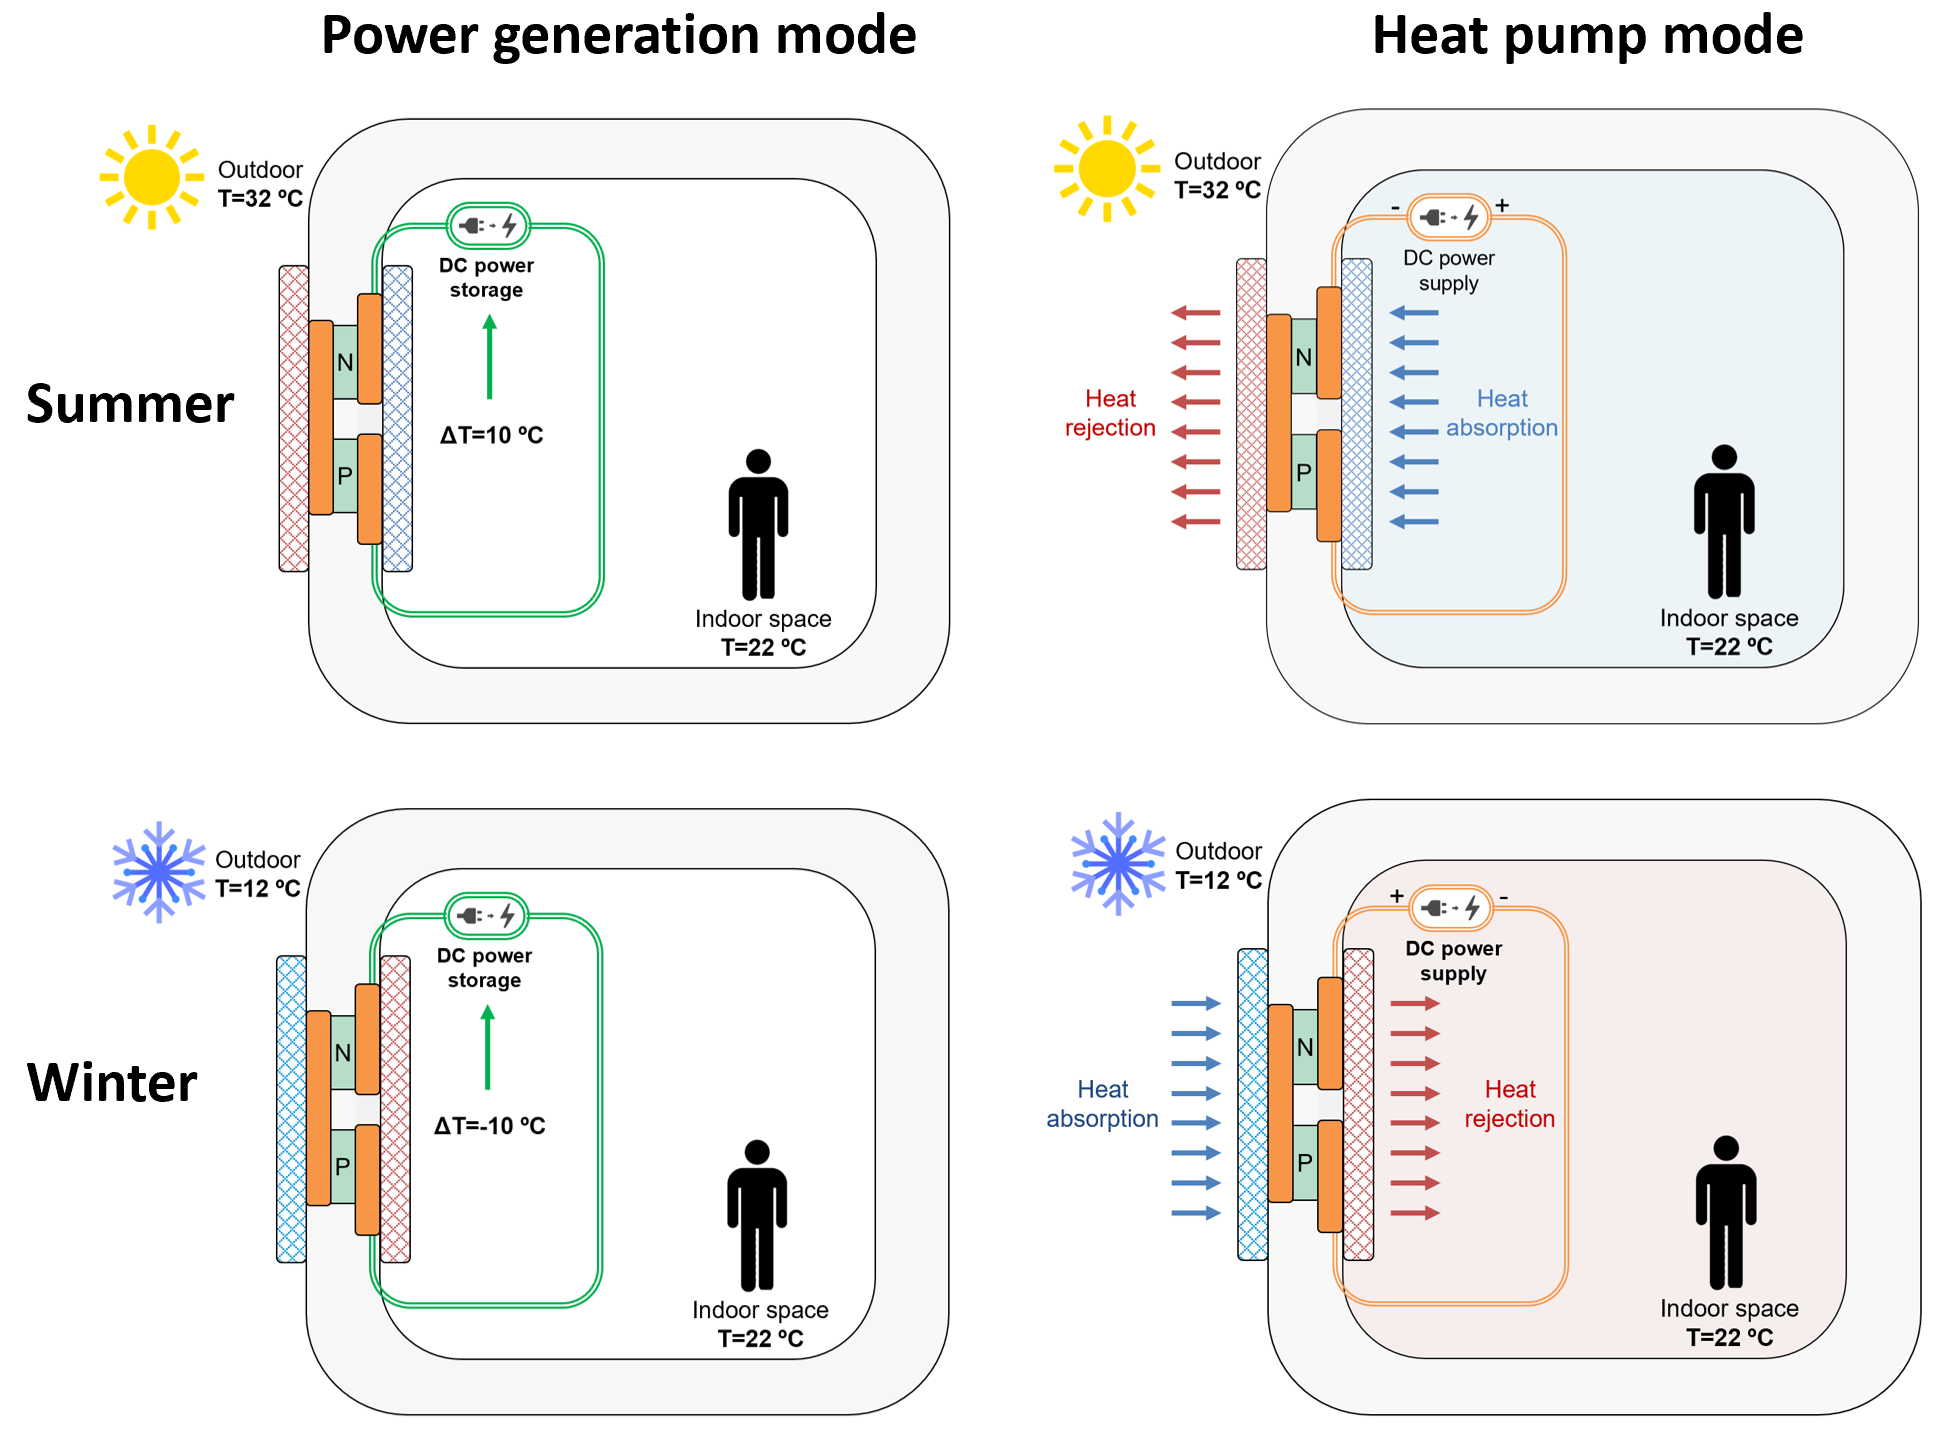 Power generation mode
Heat pump mode
Summer
Outdoor
T=32 ºC
DC power
storage
N
P
ΔT=10 ºC
Indoor space
T=22 ºC
Outdoor
T=32 ºC
- +
DC power
supply
N
P
Heat
rejection
Heat
absorption
Indoor space
T=22 ºC
Winter
Outdoor
T=12 ºC
DC power
storage
N
P
ΔT=-10 ºC
Indoor space
T=22 ºC
Outdoor
T=12 ºC
+ -
DC power
supply
N
P
Heat
absorption
Heat
rejection
Indoor space
T=22 ºC